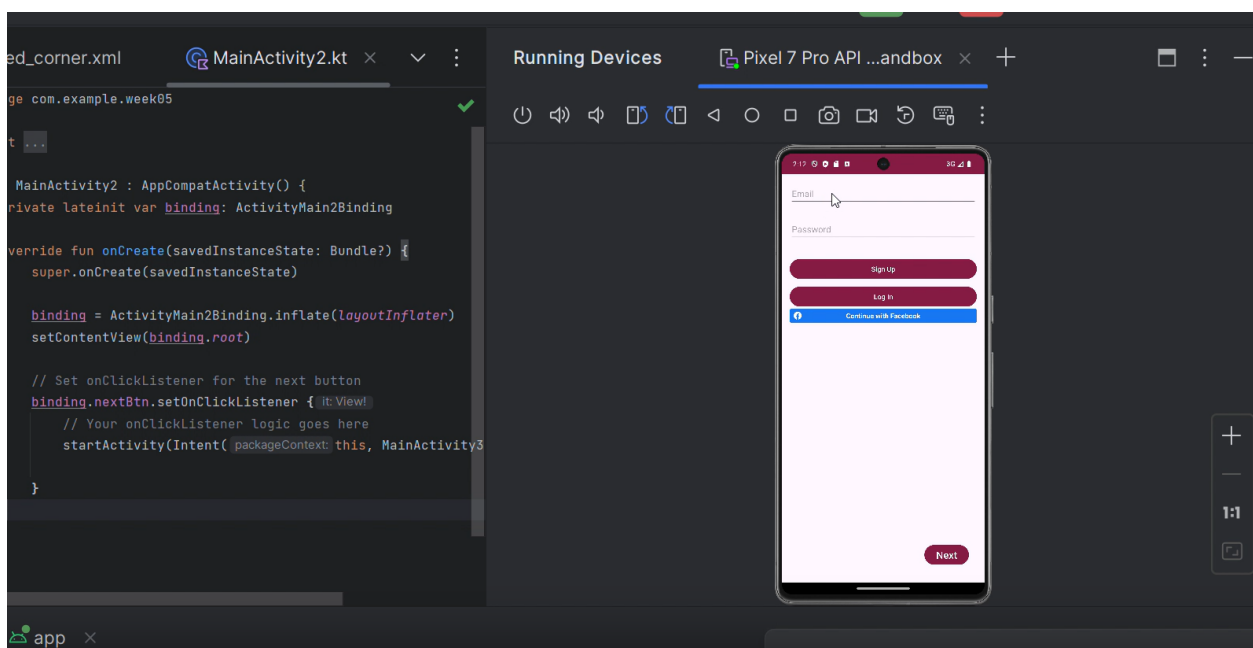 ed_corner.xml
MainActivity2.kt
Running Devices
Pixel 7 Pro API ...andbox
ge com.example.week05
t ...
MainActivity2 : AppCompatActivity() {
rivate lateinit var binding: ActivityMain2Binding
verride fun onCreate(savedInstanceState: Bundle?) {
super.onCreate(savedInstanceState)
binding = ActivityMain2Binding.inflate(layoutInflater)
setContentView(binding.root)
// Set onClickListener for the next button
binding.nextBtn.setOnClickListener { it: View!
// Your onClickListener logic goes here
startActivity(Intent( packageContext: this, MainActivity3
}
app
3G
Email
Password
Sign Up
Log In
Continue with Facebook
Next
1:1